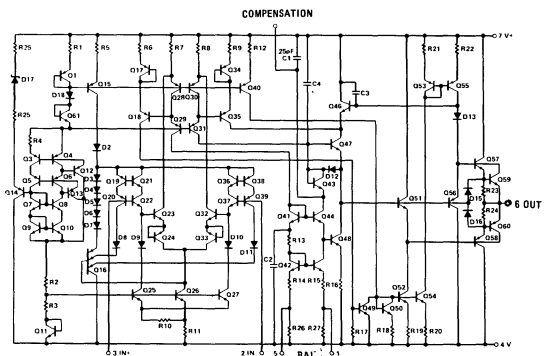 COMPENSATION
R25 R1 R5 R6 R7 R8 R9 R12 25pF C1 R21 R22 7 V+
D17 Q1 Q17 Q34 C4 Q53 Q55
D18 Q15 Q28 Q30 Q40 C3
R25 Q61 Q18 Q29 Q35 Q46 D13
R4 Q31
Q3 Q4 D2 Q47 Q57
Q5 Q6 Q12 D3 Q19 Q21 Q36 Q38 D12 Q59
Q14 Q13 D4 Q20 Q22 Q37 Q39 Q43 Q51 Q56 D15 R23
Q7 Q8 D5 Q23 Q32 Q41 Q44 D16 R24 6 OUT
Q9 Q10 D6 Q24 Q33 R13 Q48 Q58 Q60
D7 D8 D9 D10 D11 C2 Q42
R2 Q16 R14 R15 R16
R3 Q25 Q26 Q27 Q49 Q50 Q52 Q54
Q11 R10 R11 R26 R27 R17 R18 R19 R20
4 V-
3 IN+ 2 IN- 5 1